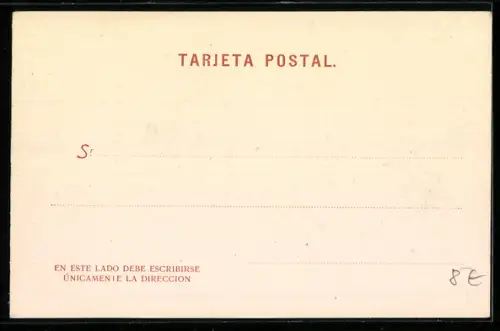 TARJETA POSTAL.
Sr
EN ESTE LADO DEBE ESCRIBIRSE
ÚNICAMENTE LA DIRECCION
8 €